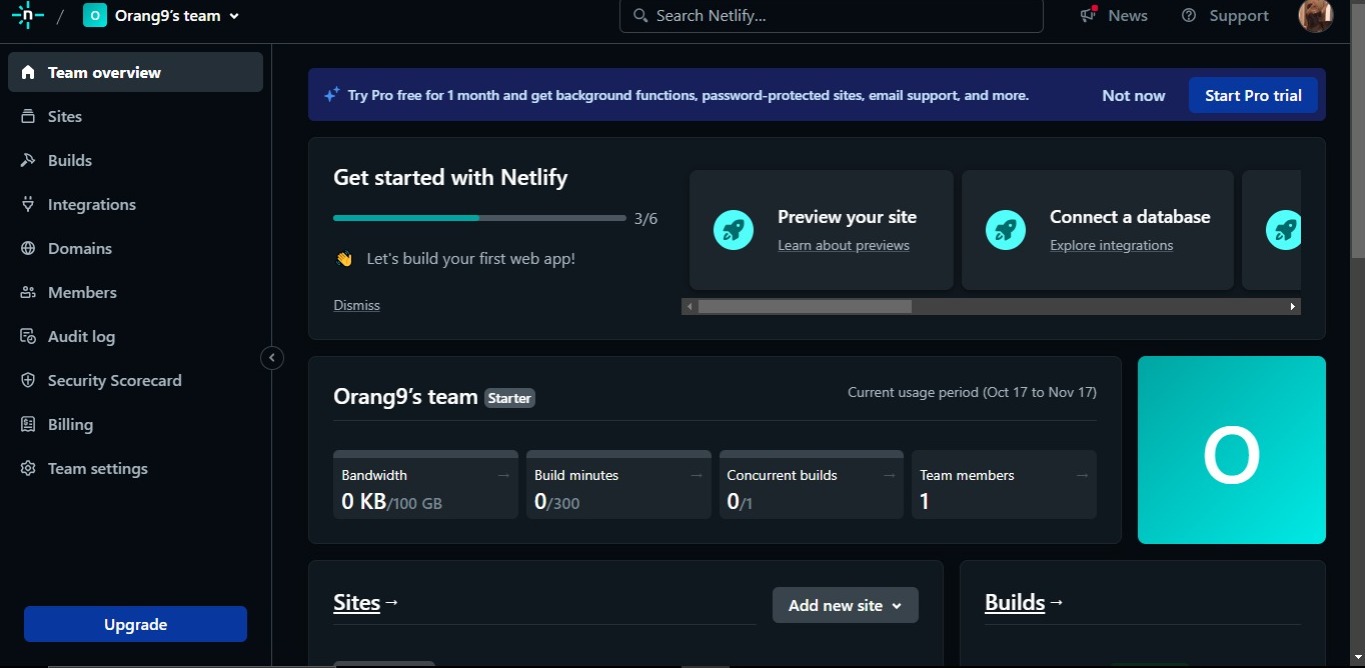 n / O Orang9's team
Search Netlify...
News
Support
Team overview
Sites
Builds
Integrations
Domains
Members
Audit log
Security Scorecard
Billing
Team settings
Upgrade
Try Pro free for 1 month and get background functions, password-protected sites, email support, and more.
Not now
Start Pro trial
Get started with Netlify
3/6
👋 Let's build your first web app!
Dismiss
Preview your site
Learn about previews
Connect a database
Explore integrations
Orang9's team Starter
Current usage period (Oct 17 to Nov 17)
Bandwidth →
0 KB/100 GB
Build minutes →
0/300
Concurrent builds →
0/1
Team members →
1
O
Sites →
Add new site
Builds →